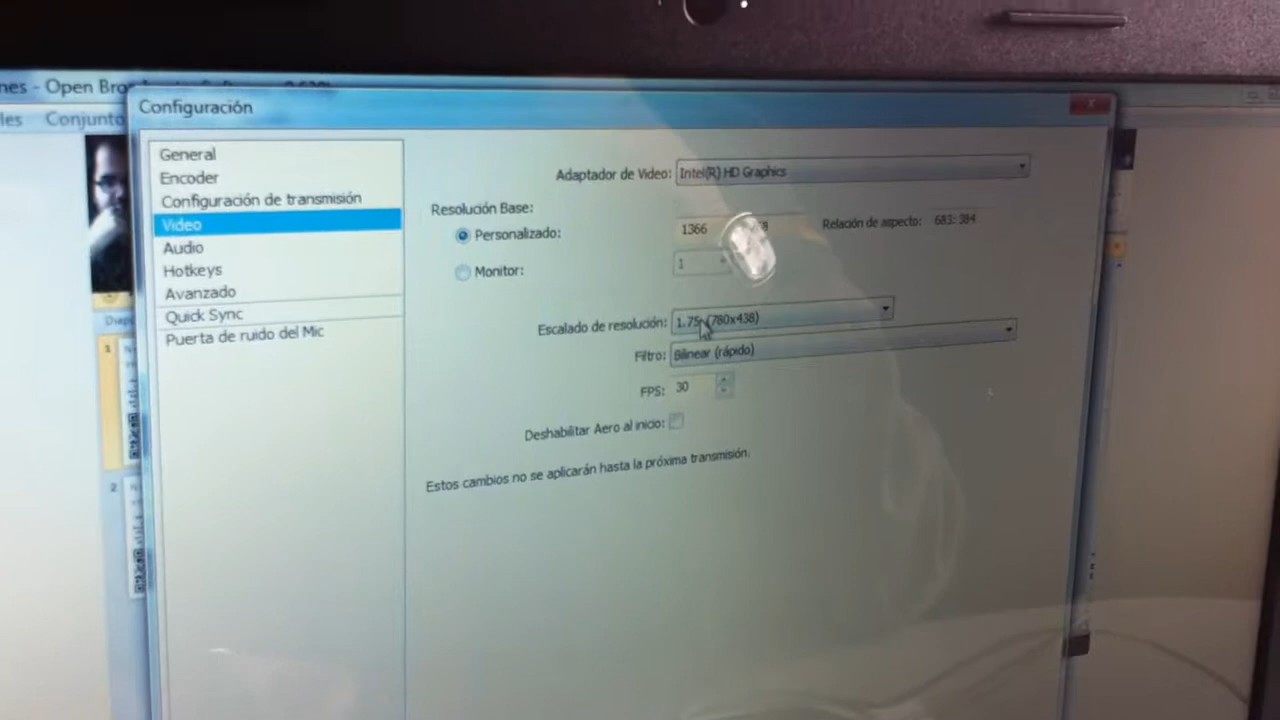 Configuración
Conjunto
General
Encoder
Configuración de transmisión
Video
Audio
Hotkeys
Avanzado
Quick Sync
Puerta de ruido del Mic
Adaptador de Video: Intel(R) HD Graphics
Resolución Base:
Personalizado: 1366
Relación de aspecto: 683:384
Monitor: 1
Escalado de resolución: 1.75 (780x438)
Filtro: Bilinear (rápido)
FPS: 30
Deshabilitar Aero al inicio:
Estos cambios no se aplicarán hasta la próxima transmisión.
1
2